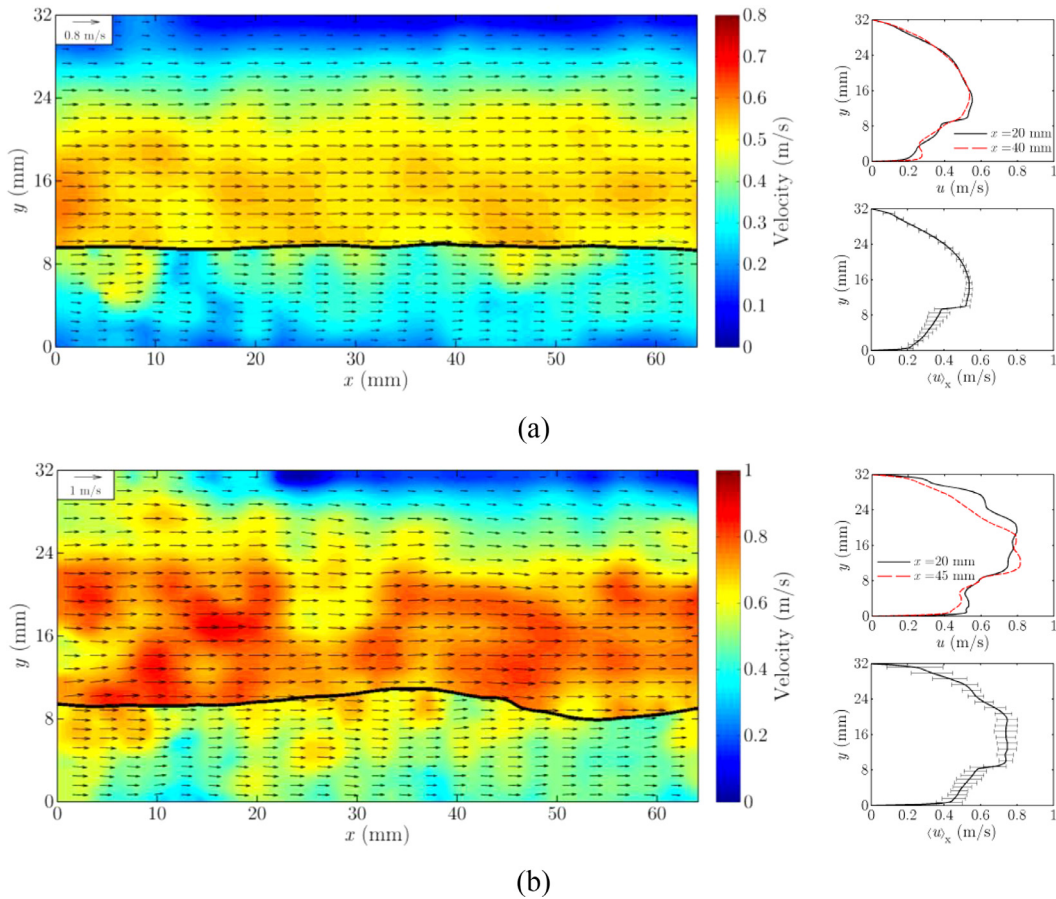 0.8 m/s
32
24
16
8
0
y (mm)
0 10 20 30 40 50 60
x (mm)
0.8
0.7
0.6
0.5
0.4
0.3
0.2
0.1
0
Velocity (m/s)
32
24
16
8
0
y (mm)
x =20 mm
x =40 mm
0 0.2 0.4 0.6 0.8 1
u (m/s)
32
24
16
8
0
y (mm)
0 0.2 0.4 0.6 0.8 1
⟨u⟩x (m/s)
(a)
1 m/s
32
24
16
8
0
y (mm)
0 10 20 30 40 50 60
x (mm)
1
0.8
0.6
0.4
0.2
0
Velocity (m/s)
32
24
16
8
0
y (mm)
x =20 mm
x =45 mm
0 0.2 0.4 0.6 0.8 1
u (m/s)
32
24
16
8
0
y (mm)
0 0.2 0.4 0.6 0.8 1
⟨u⟩x (m/s)
(b)